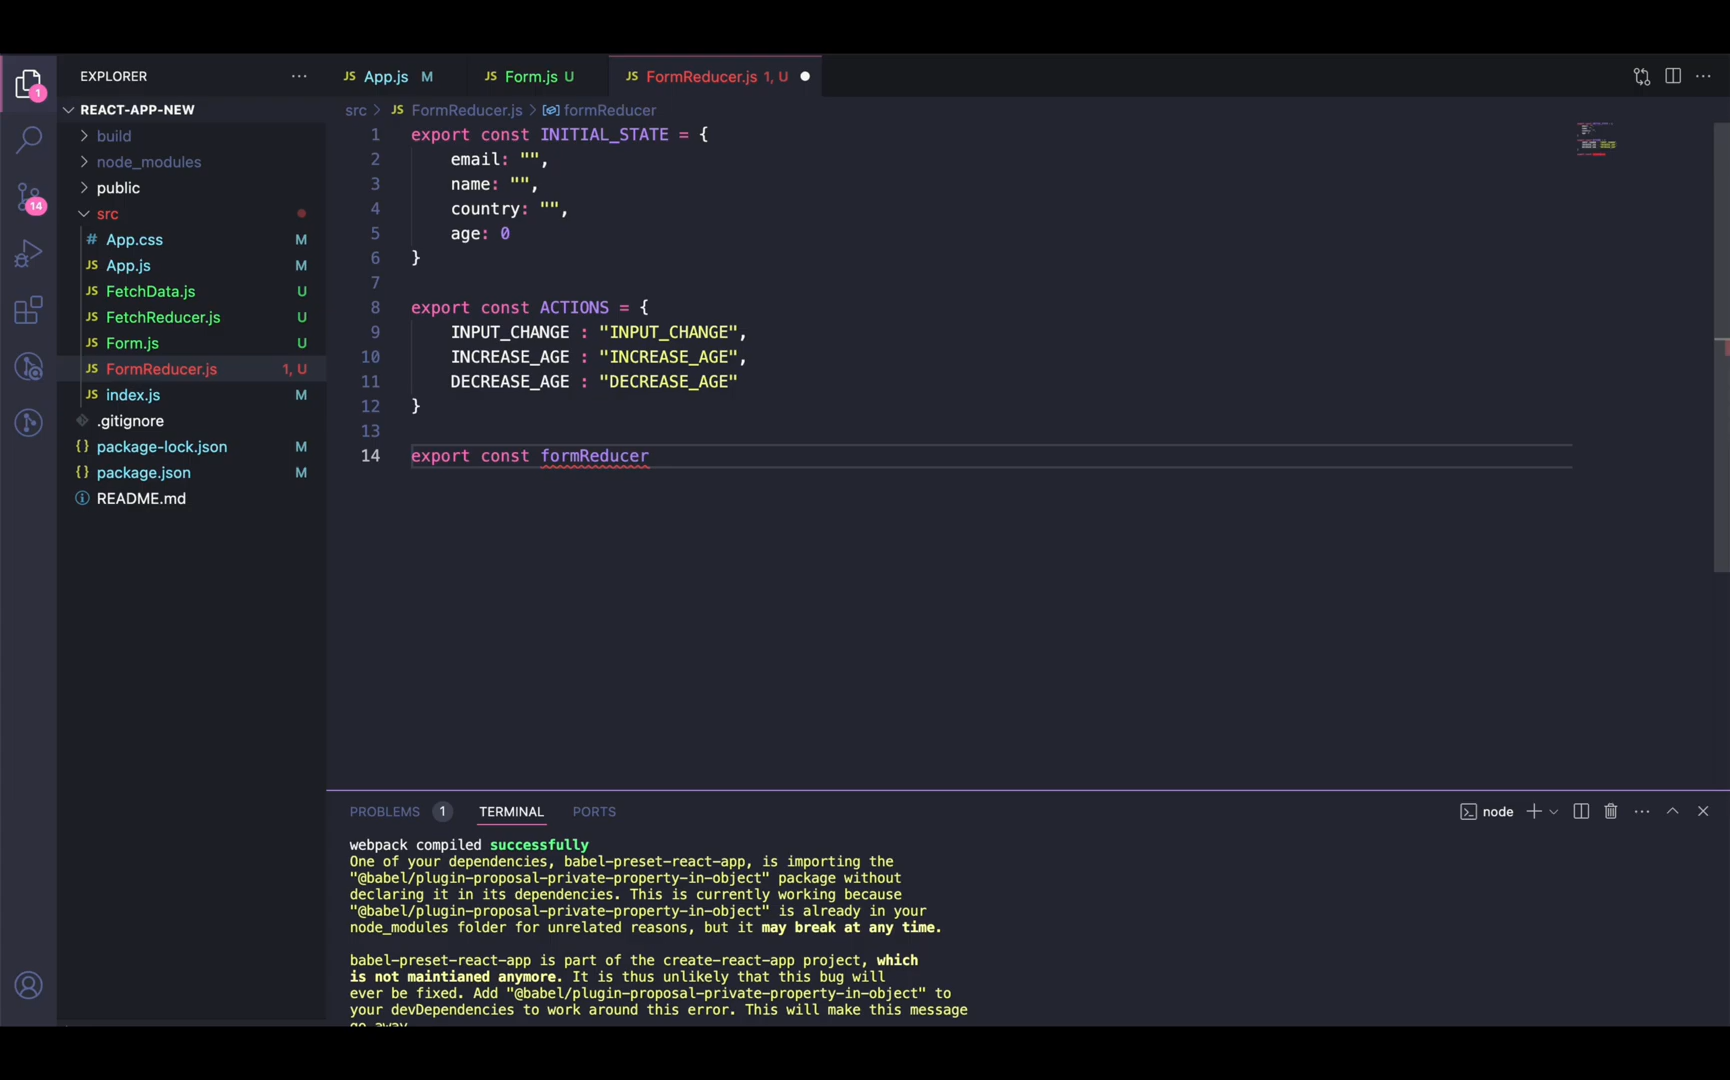 EXPLORER
REACT-APP-NEW
build
node_modules
public
src
# App.css M
JS App.js M
JS FetchData.js U
JS FetchReducer.js U
JS Form.js U
JS FormReducer.js 1, U
JS index.js M
.gitignore
{} package-lock.json M
{} package.json M
README.md
1
14
JS App.js M
JS Form.js U
JS FormReducer.js 1, U
src > JS FormReducer.js > formReducer
1 export const INITIAL_STATE = {
2 email: "",
3 name: "",
4 country: "",
5 age: 0
6 }
7
8 export const ACTIONS = {
9 INPUT_CHANGE : "INPUT_CHANGE",
10 INCREASE_AGE : "INCREASE_AGE",
11 DECREASE_AGE : "DECREASE_AGE"
12 }
13
14 export const formReducer
PROBLEMS 1 TERMINAL PORTS
node
webpack compiled successfully
One of your dependencies, babel-preset-react-app, is importing the
"@babel/plugin-proposal-private-property-in-object" package without
declaring it in its dependencies. This is currently working because
"@babel/plugin-proposal-private-property-in-object" is already in your
node_modules folder for unrelated reasons, but it may break at any time.
babel-preset-react-app is part of the create-react-app project, which
is not maintianed anymore. It is thus unlikely that this bug will
ever be fixed. Add "@babel/plugin-proposal-private-property-in-object" to
your devDependencies to work around this error. This will make this message
go away.